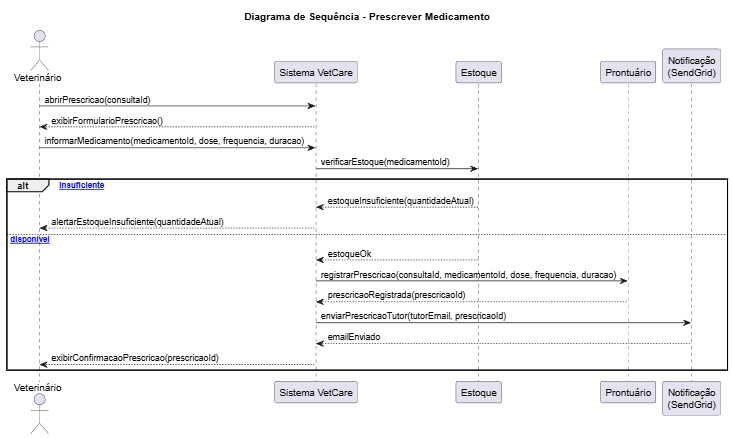 Diagrama de Sequência - Prescrever Medicamento
Veterinário
Sistema VetCare
Estoque
Prontuário
Notificação
(SendGrid)
abrirPrescricao(consultaId)
exibirFormularioPrescricao()
informarMedicamento(medicamentoId, dose, frequencia, duracao)
verificarEstoque(medicamentoId)
alt
insuficiente
estoqueInsuficiente(quantidadeAtual)
alertarEstoqueInsuficiente(quantidadeAtual)
disponivel
estoqueOk
registrarPrescricao(consultaId, medicamentoId, dose, frequencia, duracao)
prescricaoRegistrada(prescricaoId)
enviarPrescricaoTutor(tutorEmail, prescricaoId)
emailEnviado
exibirConfirmacaoPrescricao(prescricaoId)
Veterinário
Sistema VetCare
Estoque
Prontuário
Notificação
(SendGrid)